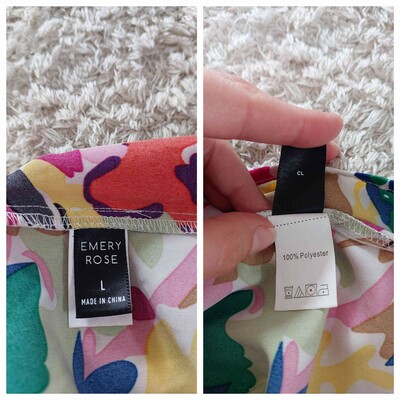 EMERY
ROSE
L
MADE IN CHINA
CL
100% Polyester